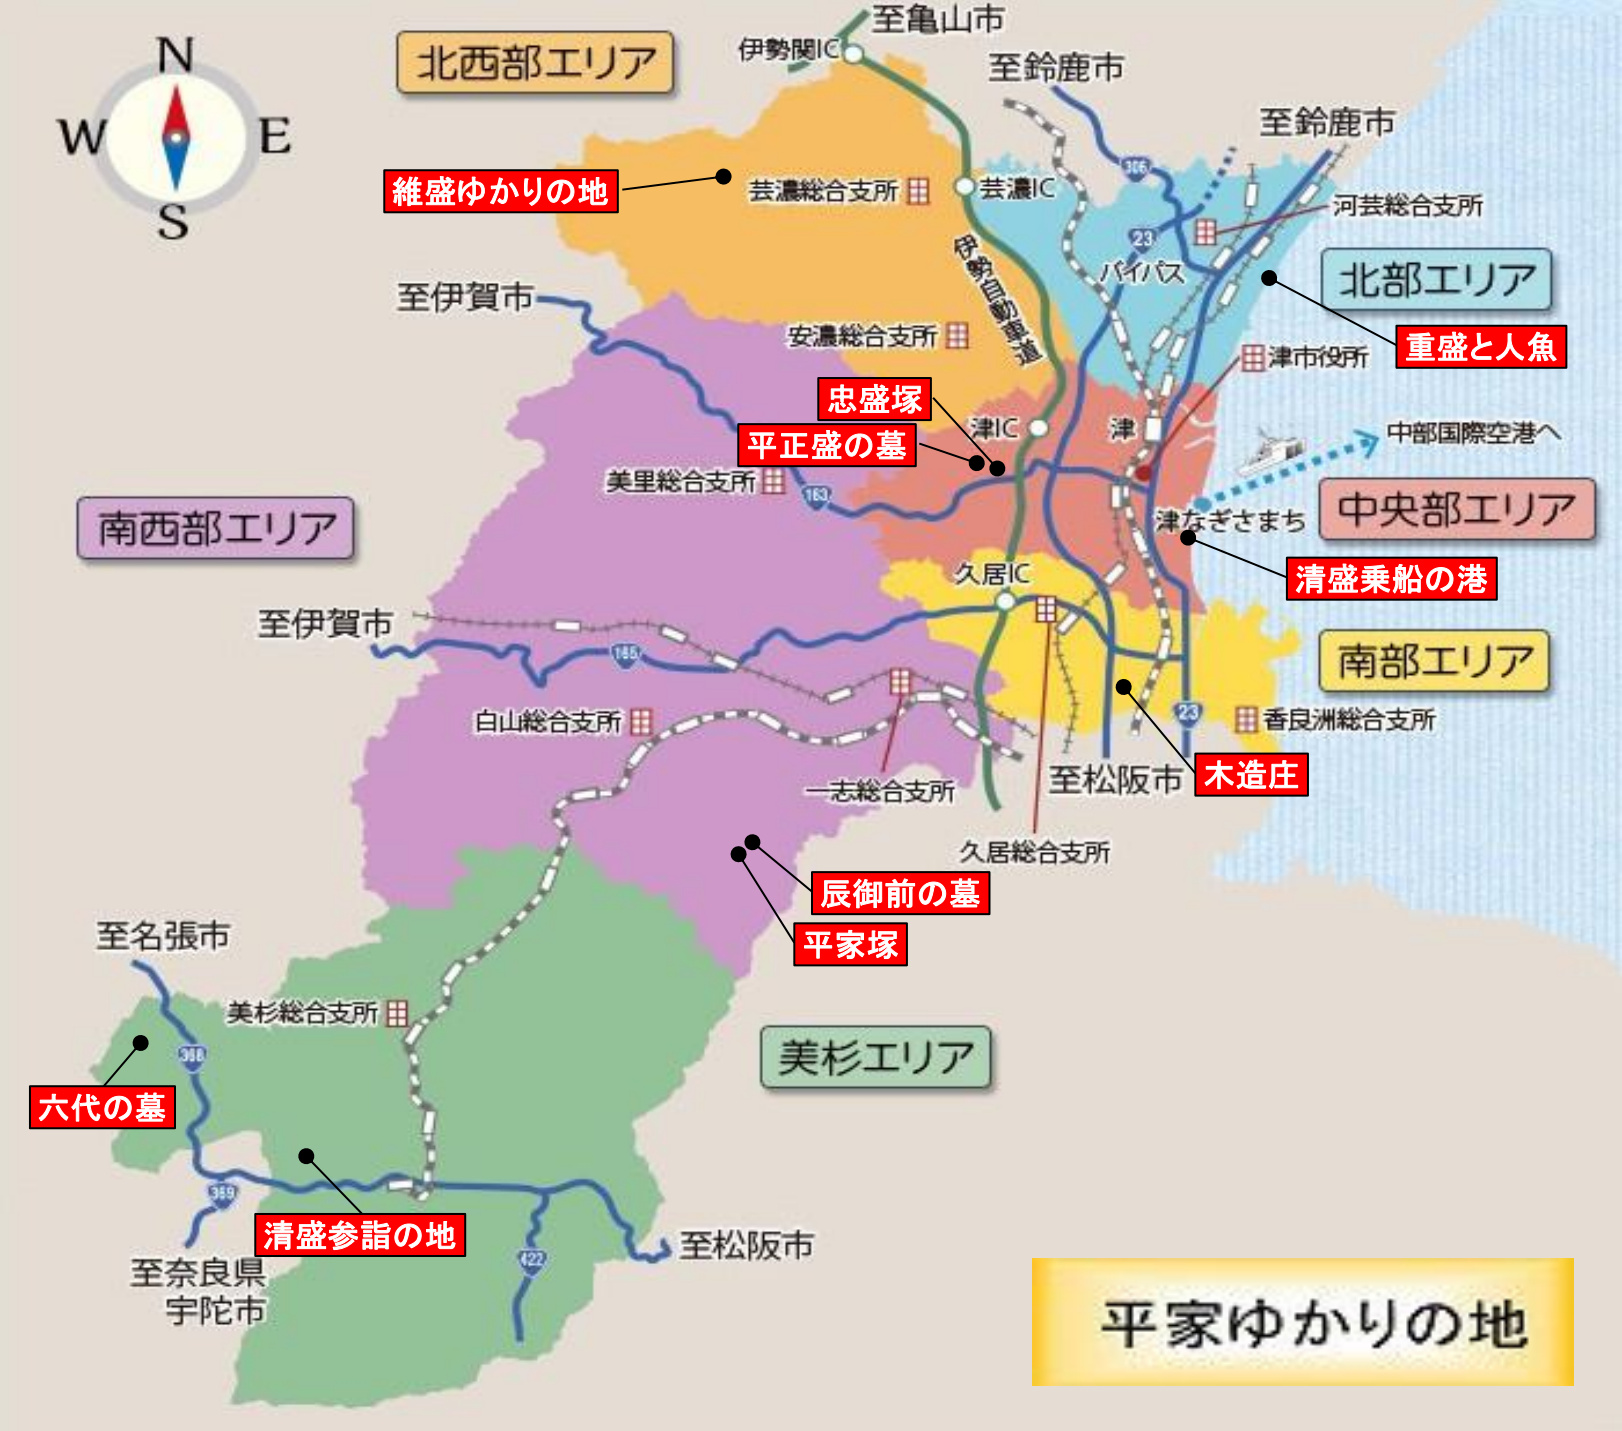 N
W
E
S
北西部エリア
至亀山市
伊勢関IC
至鈴鹿市
至鈴鹿市
306
維盛ゆかりの地
芸濃総合支所
芸濃IC
河芸総合支所
23
バイパス
伊勢自動車道
北部エリア
至伊賀市
安濃総合支所
重盛と人魚
津市役所
忠盛塚
平正盛の墓
津IC
津
中部国際空港へ
美里総合支所
163
南西部エリア
中央部エリア
津なぎさまち
清盛乗船の港
久居IC
至伊賀市
165
南部エリア
白山総合支所
23
香良洲総合支所
一志総合支所
至松阪市
木造庄
久居総合支所
辰御前の墓
平家塚
至名張市
美杉総合支所
368
美杉エリア
六代の墓
369
清盛参詣の地
422
至松阪市
至奈良県
宇陀市
平家ゆかりの地